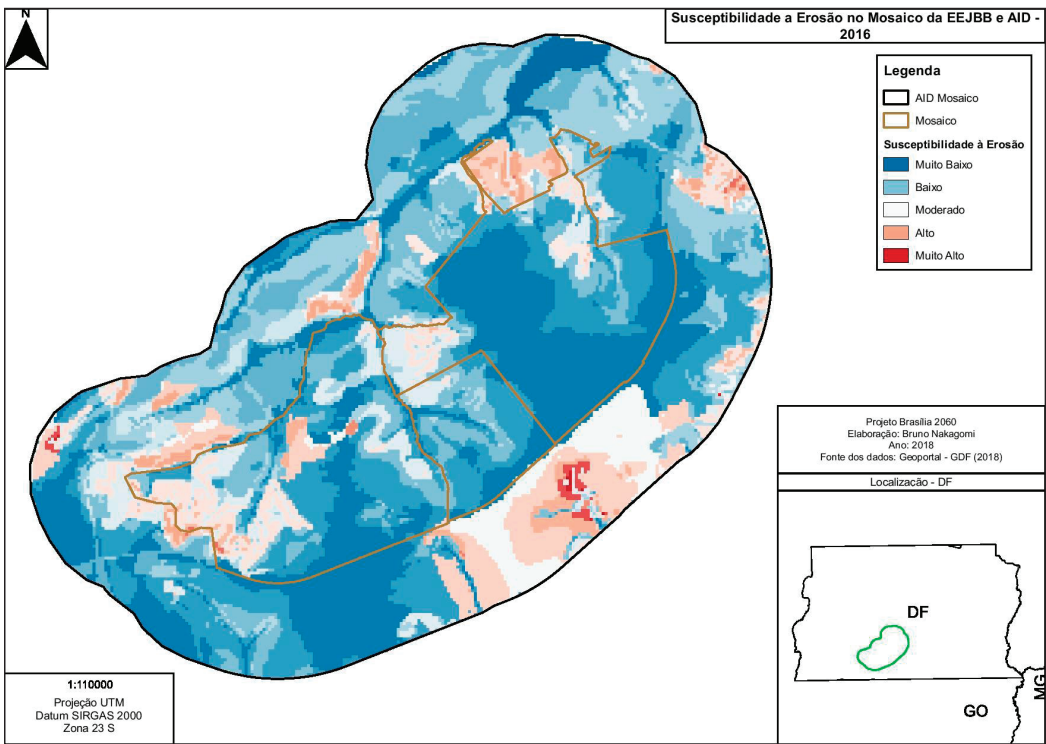 N
Susceptibilidade a Erosão no Mosaico da EEJBB e AID -
2016
Legenda
AID Mosaico
Mosaico
Susceptibilidade à Erosão
Muito Baixo
Baixo
Moderado
Alto
Muito Alto
Projeto Brasília 2060
Elaboração: Bruno Nakagomi
Ano: 2018
Fonte dos dados: Geoportal - GDF (2018)
Localização - DF
DF
GO
MG
1:110000
Projeção UTM
Datum SIRGAS 2000
Zona 23 S